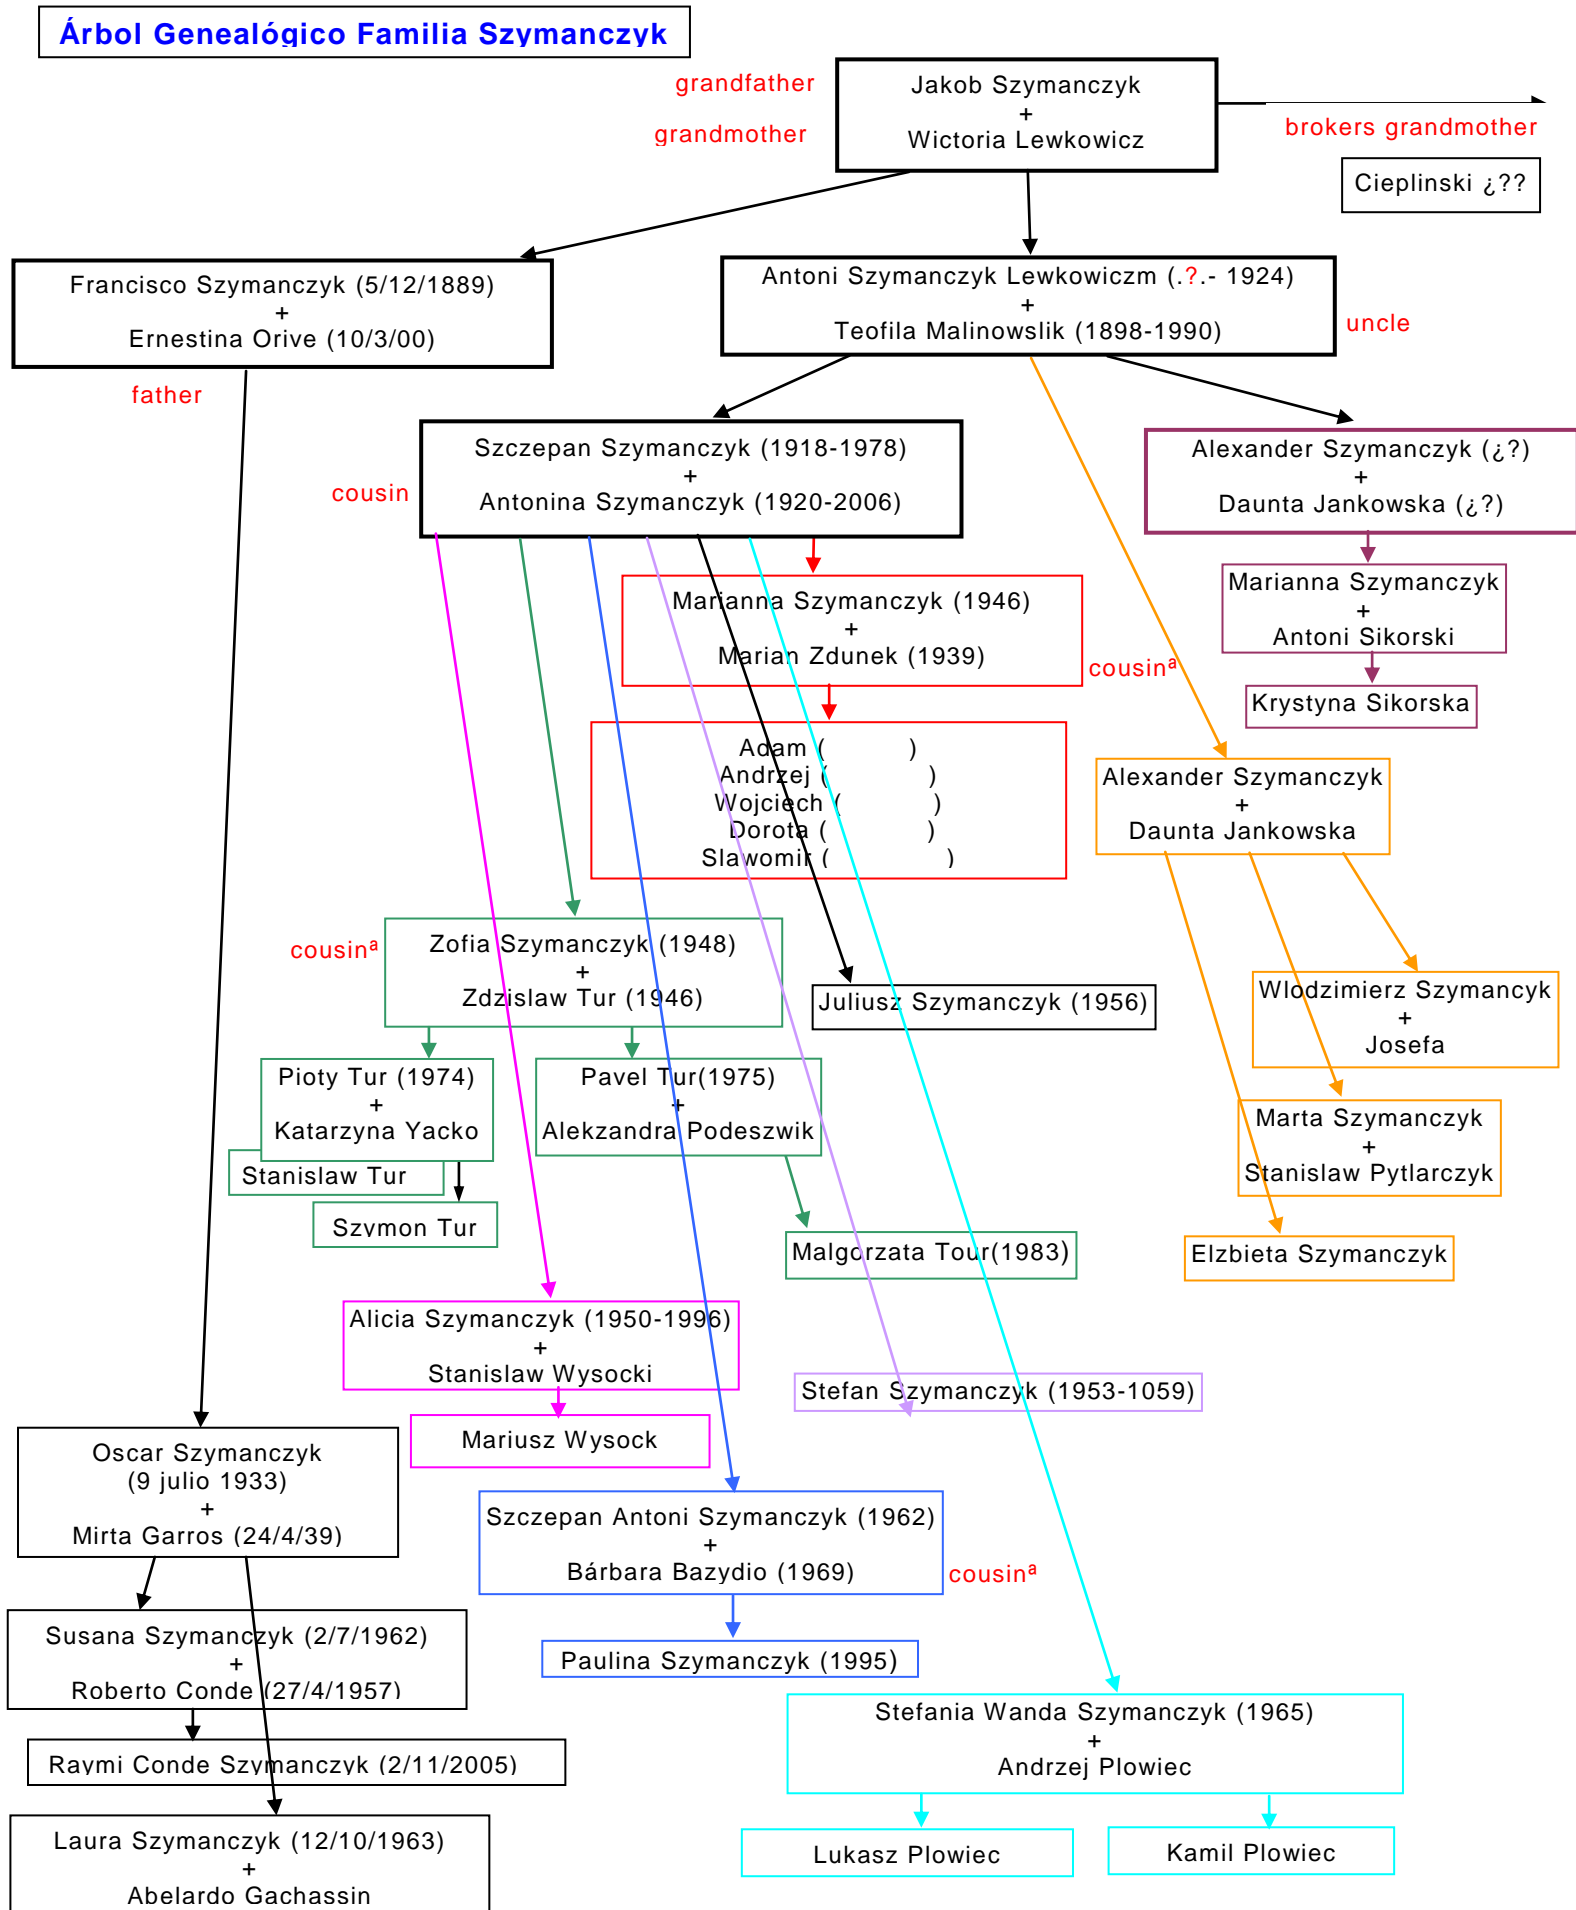 Árbol Genealógico Familia Szymanczyk
grandfather
grandmother
Jakob Szymanczyk
+
Wictoria Lewkowicz
brokers grandmother
Cieplinski ¿??
Francisco Szymanczyk (5/12/1889)
+
Ernestina Orive (10/3/00)
father
Antoni Szymanczyk Lewkowiczm (.?.- 1924)
+
Teofila Malinowslik (1898-1990)
uncle
cousin
Szczepan Szymanczyk (1918-1978)
+
Antonina Szymanczyk (1920-2006)
Alexander Szymanczyk (¿?)
+
Daunta Jankowska (¿?)
Marianna Szymanczyk (1946)
+
Marian Zdunek (1939)
cousinª
Marianna Szymanczyk
+
Antoni Sikorski
Krystyna Sikorska
Adam ( )
Andrzej ( )
Wojciech ( )
Dorota ( )
Slawomir ( )
Alexander Szymanczyk
+
Daunta Jankowska
cousinª
Zofia Szymanczyk (1948)
+
Zdzislaw Tur (1946)
Juliusz Szymanczyk (1956)
Wlodzimierz Szymancyk
+
Josefa
Pioty Tur (1974)
+
Katarzyna Yacko
Stanislaw Tur
Szymon Tur
Pavel Tur(1975)
+
Alekzandra Podeszwik
Malgorzata Tour(1983)
Marta Szymanczyk
+
Stanislaw Pytlarczyk
Elzbieta Szymanczyk
Alicia Szymanczyk (1950-1996)
+
Stanislaw Wysocki
Mariusz Wysock
Stefan Szymanczyk (1953-1059)
Oscar Szymanczyk
(9 julio 1933)
+
Mirta Garros (24/4/39)
Szczepan Antoni Szymanczyk (1962)
+
Bárbara Bazydio (1969)
cousinª
Paulina Szymanczyk (1995)
Susana Szymanczyk (2/7/1962)
+
Roberto Conde (27/4/1957)
Raymi Conde Szymanczyk (2/11/2005)
Laura Szymanczyk (12/10/1963)
+
Abelardo Gachassin
Stefania Wanda Szymanczyk (1965)
+
Andrzej Plowiec
Lukasz Plowiec
Kamil Plowiec